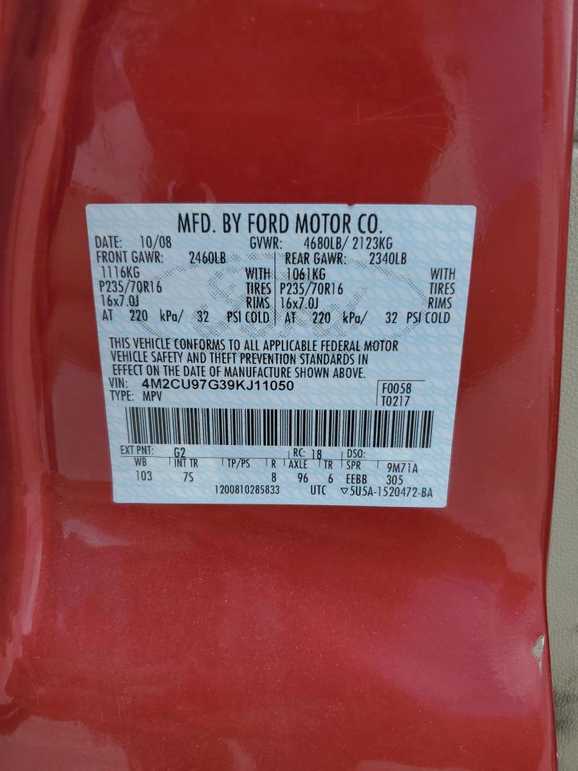 MFD. BY FORD MOTOR CO.
DATE: 10/08 GVWR: 4680LB/ 2123KG
FRONT GAWR: 2460LB REAR GAWR: 2340LB
1116KG WITH 1061KG WITH
P235/70R16 TIRES P235/70R16 TIRES
16x7.0J RIMS 16x7.0J RIMS
AT 220 kPa/ 32 PSI COLD AT 220 kPa/ 32 PSI COLD
THIS VEHICLE CONFORMS TO ALL APPLICABLE FEDERAL MOTOR
VEHICLE SAFETY AND THEFT PREVENTION STANDARDS IN
EFFECT ON THE DATE OF MANUFACTURE SHOWN ABOVE.
VIN: 4M2CU97G39KJ11050 F0058
TYPE: MPV T0217
EXT PNT: G2 RC: 18 DSO:
WB INT TR TP/PS R AXLE TR SPR 9M71A
103 7S 8 96 6 EEBB 305
1200810285833 UTC ▽5U5A-1520472-BA